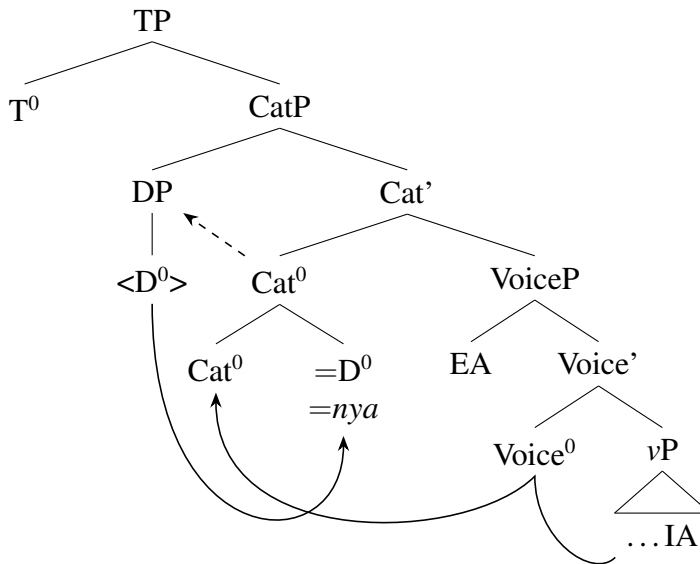 TP
T⁰ CatP
DP Cat’
<D⁰> Cat⁰ VoiceP
Cat⁰ =D⁰ EA Voice’
=nya
Voice⁰ vP
…IA